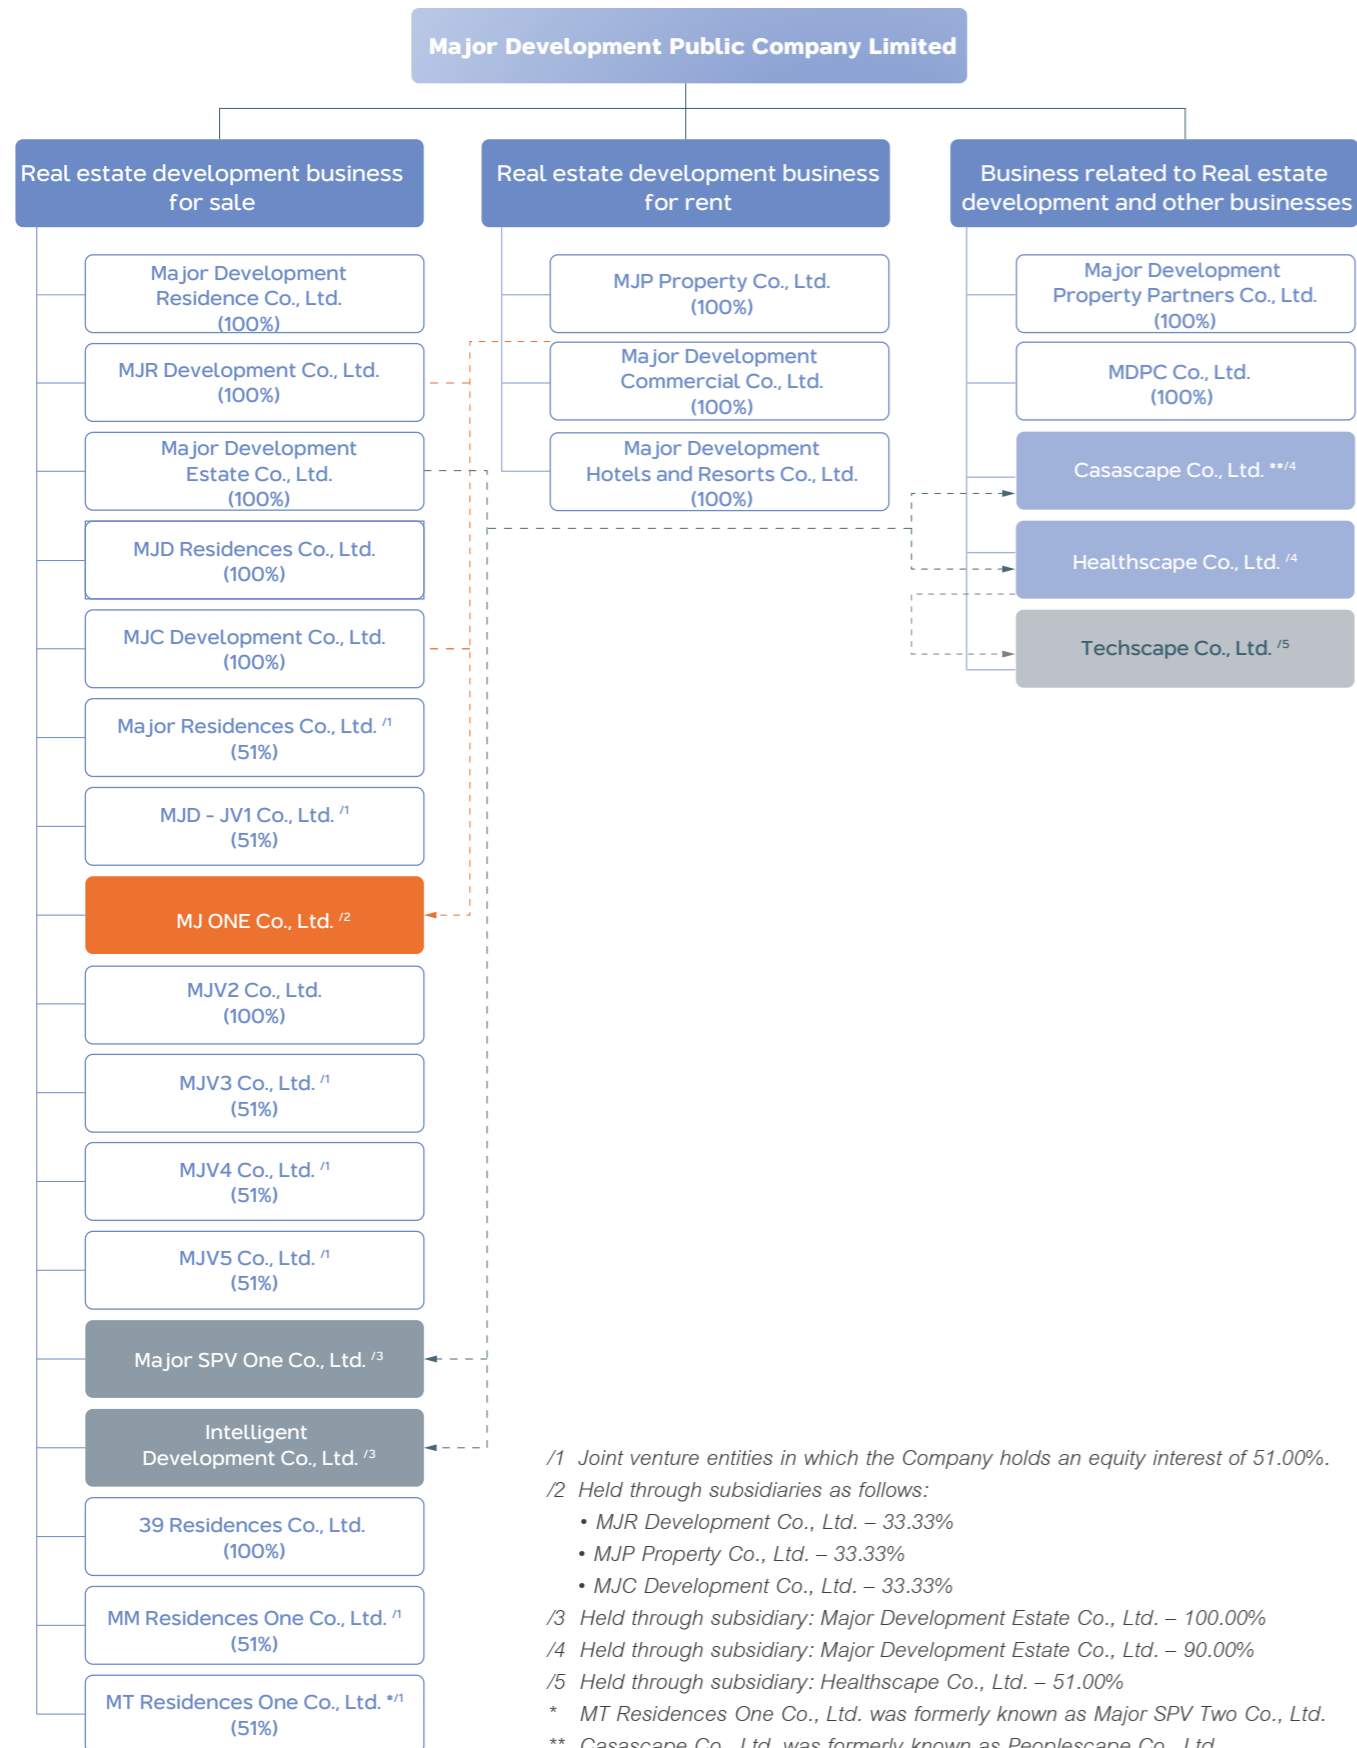 Major Development Public Company Limited
Real estate development business
for sale
Major Development
Residence Co., Ltd.
(100%)
MJR Development Co., Ltd.
(100%)
Major Development
Estate Co., Ltd.
(100%)
MJD Residences Co., Ltd.
(100%)
MJC Development Co., Ltd.
(100%)
Major Residences Co., Ltd. /1
(51%)
MJD - JV1 Co., Ltd. /1
(51%)
MJ ONE Co., Ltd. /2
MJV2 Co., Ltd.
(100%)
MJV3 Co., Ltd. /1
(51%)
MJV4 Co., Ltd. /1
(51%)
MJV5 Co., Ltd. /1
(51%)
Major SPV One Co., Ltd. /3
Intelligent
Development Co., Ltd. /3
39 Residences Co., Ltd.
(100%)
MM Residences One Co., Ltd. /1
(51%)
MT Residences One Co., Ltd. */1
(51%)
Real estate development business
for rent
MJP Property Co., Ltd.
(100%)
Major Development
Commercial Co., Ltd.
(100%)
Major Development
Hotels and Resorts Co., Ltd.
(100%)
Business related to Real estate
development and other businesses
Major Development
Property Partners Co., Ltd.
(100%)
MDPC Co., Ltd.
(100%)
Casascape Co., Ltd. **/4
Healthscape Co., Ltd. /4
Techscape Co., Ltd. /5
/1 Joint venture entities in which the Company holds an equity interest of 51.00%.
/2 Held through subsidiaries as follows:
• MJR Development Co., Ltd. – 33.33%
• MJP Property Co., Ltd. – 33.33%
• MJC Development Co., Ltd. – 33.33%
/3 Held through subsidiary: Major Development Estate Co., Ltd. – 100.00%
/4 Held through subsidiary: Major Development Estate Co., Ltd. – 90.00%
/5 Held through subsidiary: Healthscape Co., Ltd. – 51.00%
* MT Residences One Co., Ltd. was formerly known as Major SPV Two Co., Ltd.
** Casascape Co., Ltd. was formerly known as Peoplescape Co., Ltd.